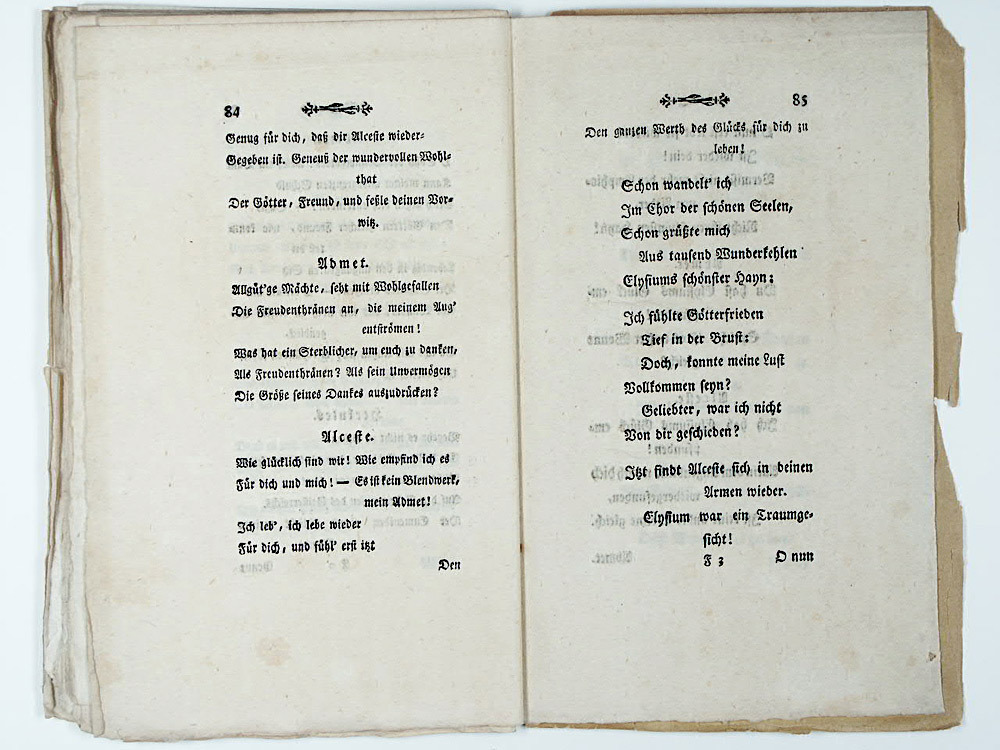 84
Genug für dich, daß dir Alceste wieder-
Gegeben ist. Geneuß der wundervollen Wohl-
that
Der Götter, Freund, und feßle deinen Vor-
witz.
Admet.
Allgüt'ge Mächte, seht mit Wohlgefallen
Die Freudenthränen an, die meinem Aug'
entströmen!
Was hat ein Sterblicher, um euch zu danken,
Als Freudenthränen? Als sein Unvermögen
Die Größe seines Dankes auszudrücken?
Alceste.
Wie glücklich sind wir! Wie empfind ich es
Für dich und mich! — Es ist kein Blendwerk,
mein Admet!
Ich leb', ich lebe wieder
Für dich, und fühl' erst itzt
Den
85
Den ganzen Werth des Glücks für dich zu
leben!
Schon wandelt' ich
Im Chor der schönen Seelen,
Schon grüßte mich
Aus tausend Wunderkehlen
Elysiums schönster Hayn;
Ich fühlte Götterfrieden
Tief in der Brust:
Doch, konnte meine Lust
Vollkommen seyn?
Geliebter, war ich nicht
Von dir geschieden?
Itzt findt Alceste sich in deinen
Armen wieder.
Elysium war ein Traumge-
sicht!
F 3
O nun